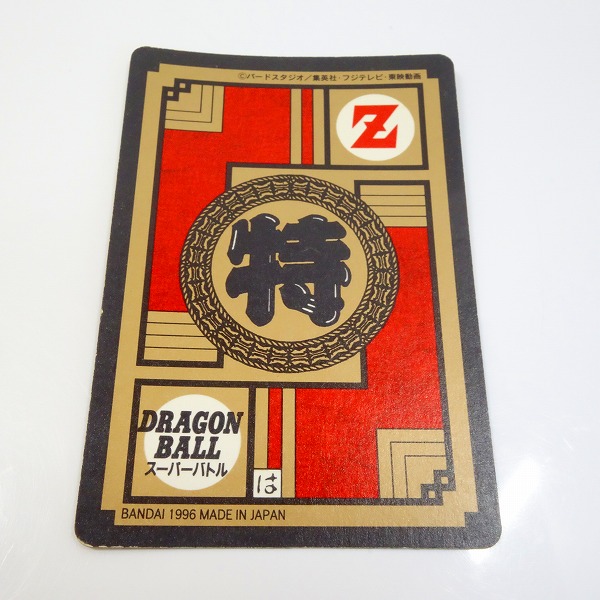 ©バードスタジオ／集英社・フジテレビ・東映動画
Z
特
DRAGON
BALL
スーパーバトル
は
BANDAI 1996 MADE IN JAPAN